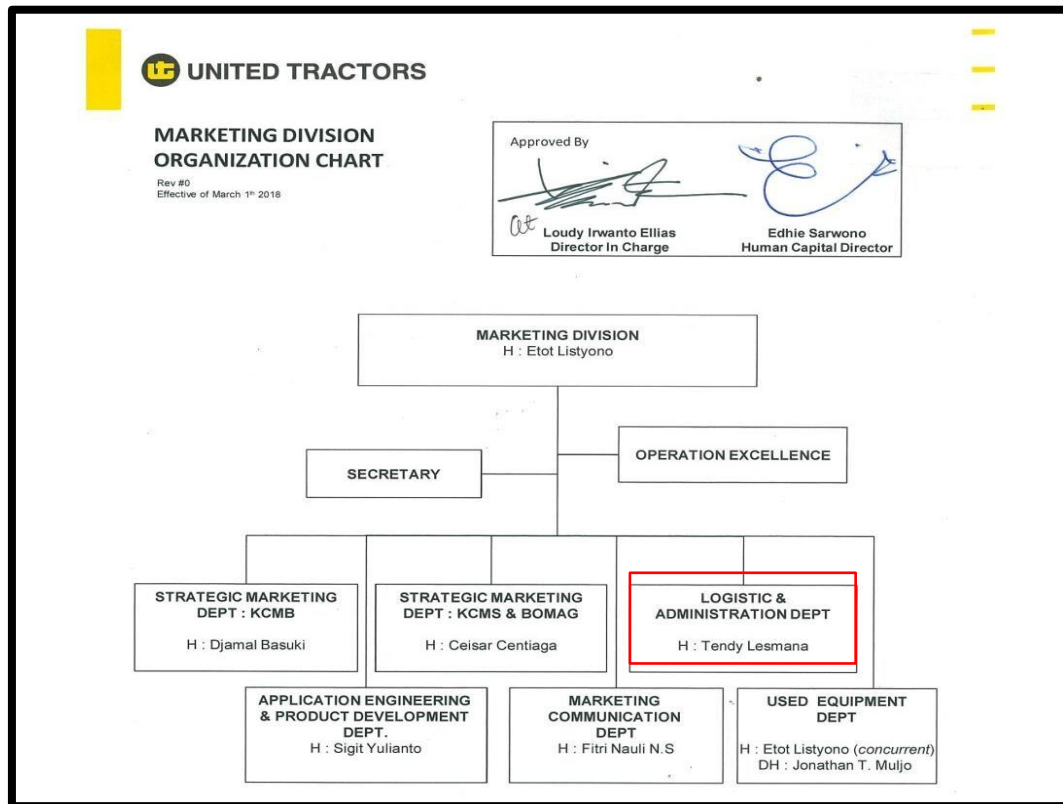 UNITED TRACTORS
MARKETING DIVISION
ORGANIZATION CHART
Rev #0
Effective of March 1th 2018
Approved By
at
Loudy Irwanto Ellias
Director In Charge
Edhie Sarwono
Human Capital Director
MARKETING DIVISION
H : Etot Listyono
OPERATION EXCELLENCE
SECRETARY
STRATEGIC MARKETING
DEPT : KCMB
H : Djamal Basuki
STRATEGIC MARKETING
DEPT : KCMS & BOMAG
H : Ceisar Centiaga
LOGISTIC &
ADMINISTRATION DEPT
H : Tendy Lesmana
APPLICATION ENGINEERING
& PRODUCT DEVELOPMENT
DEPT.
H : Sigit Yulianto
MARKETING
COMMUNICATION
DEPT
H : Fitri Nauli N.S
USED EQUIPMENT
DEPT
H : Etot Listyono (concurrent)
DH : Jonathan T. Muljo